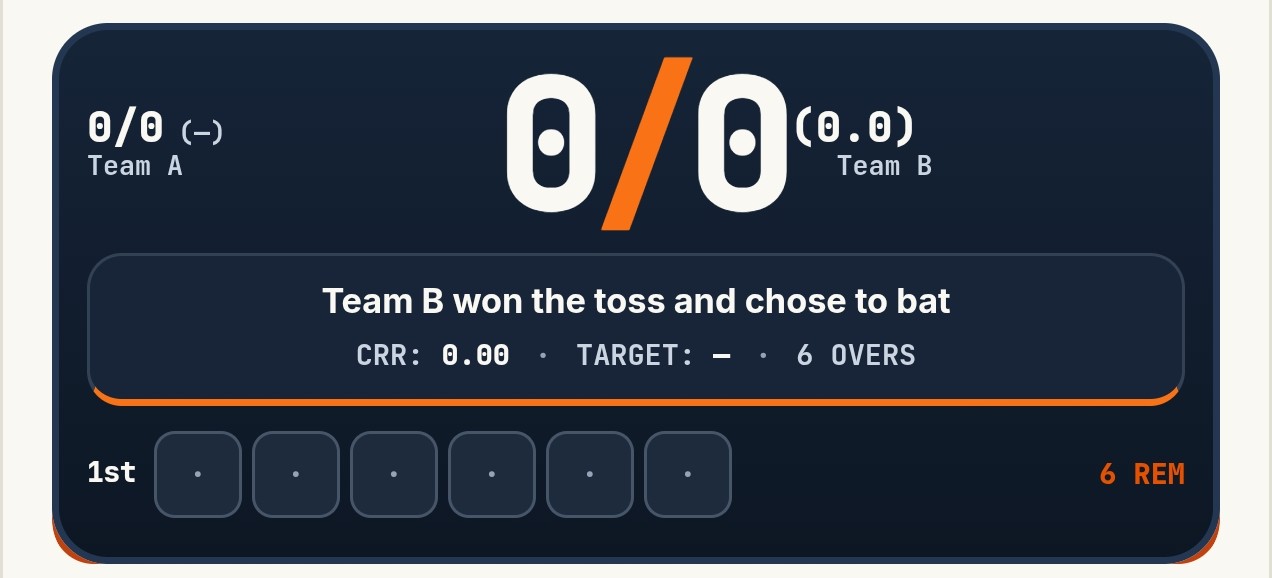 0/0 (–)
Team A
0/0
(0.0)
Team B
Team B won the toss and chose to bat
CRR: 0.00 · TARGET: – · 6 OVERS
1st · · · · · · 6 REM